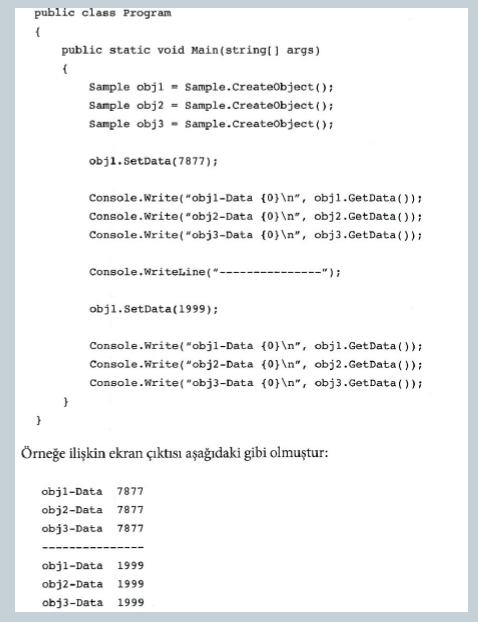 public class Program
{
public static void Main(string[] args)
{
Sample obj1 = Sample.CreateObject();
Sample obj2 = Sample.CreateObject();
Sample obj3 = Sample.CreateObject();
obj1.SetData(7877);
Console.Write("obj1-Data {0}\n", obj1.GetData());
Console.Write("obj2-Data {0}\n", obj2.GetData());
Console.Write("obj3-Data {0}\n", obj3.GetData());
Console.WriteLine("---------------");
obj1.SetData(1999);
Console.Write("obj1-Data {0}\n", obj1.GetData());
Console.Write("obj2-Data {0}\n", obj2.GetData());
Console.Write("obj3-Data {0}\n", obj3.GetData());
}
}
Örneğe ilişkin ekran çıktısı aşağıdaki gibi olmuştur:
obj1-Data 7877
obj2-Data 7877
obj3-Data 7877
---------------
obj1-Data 1999
obj2-Data 1999
obj3-Data 1999